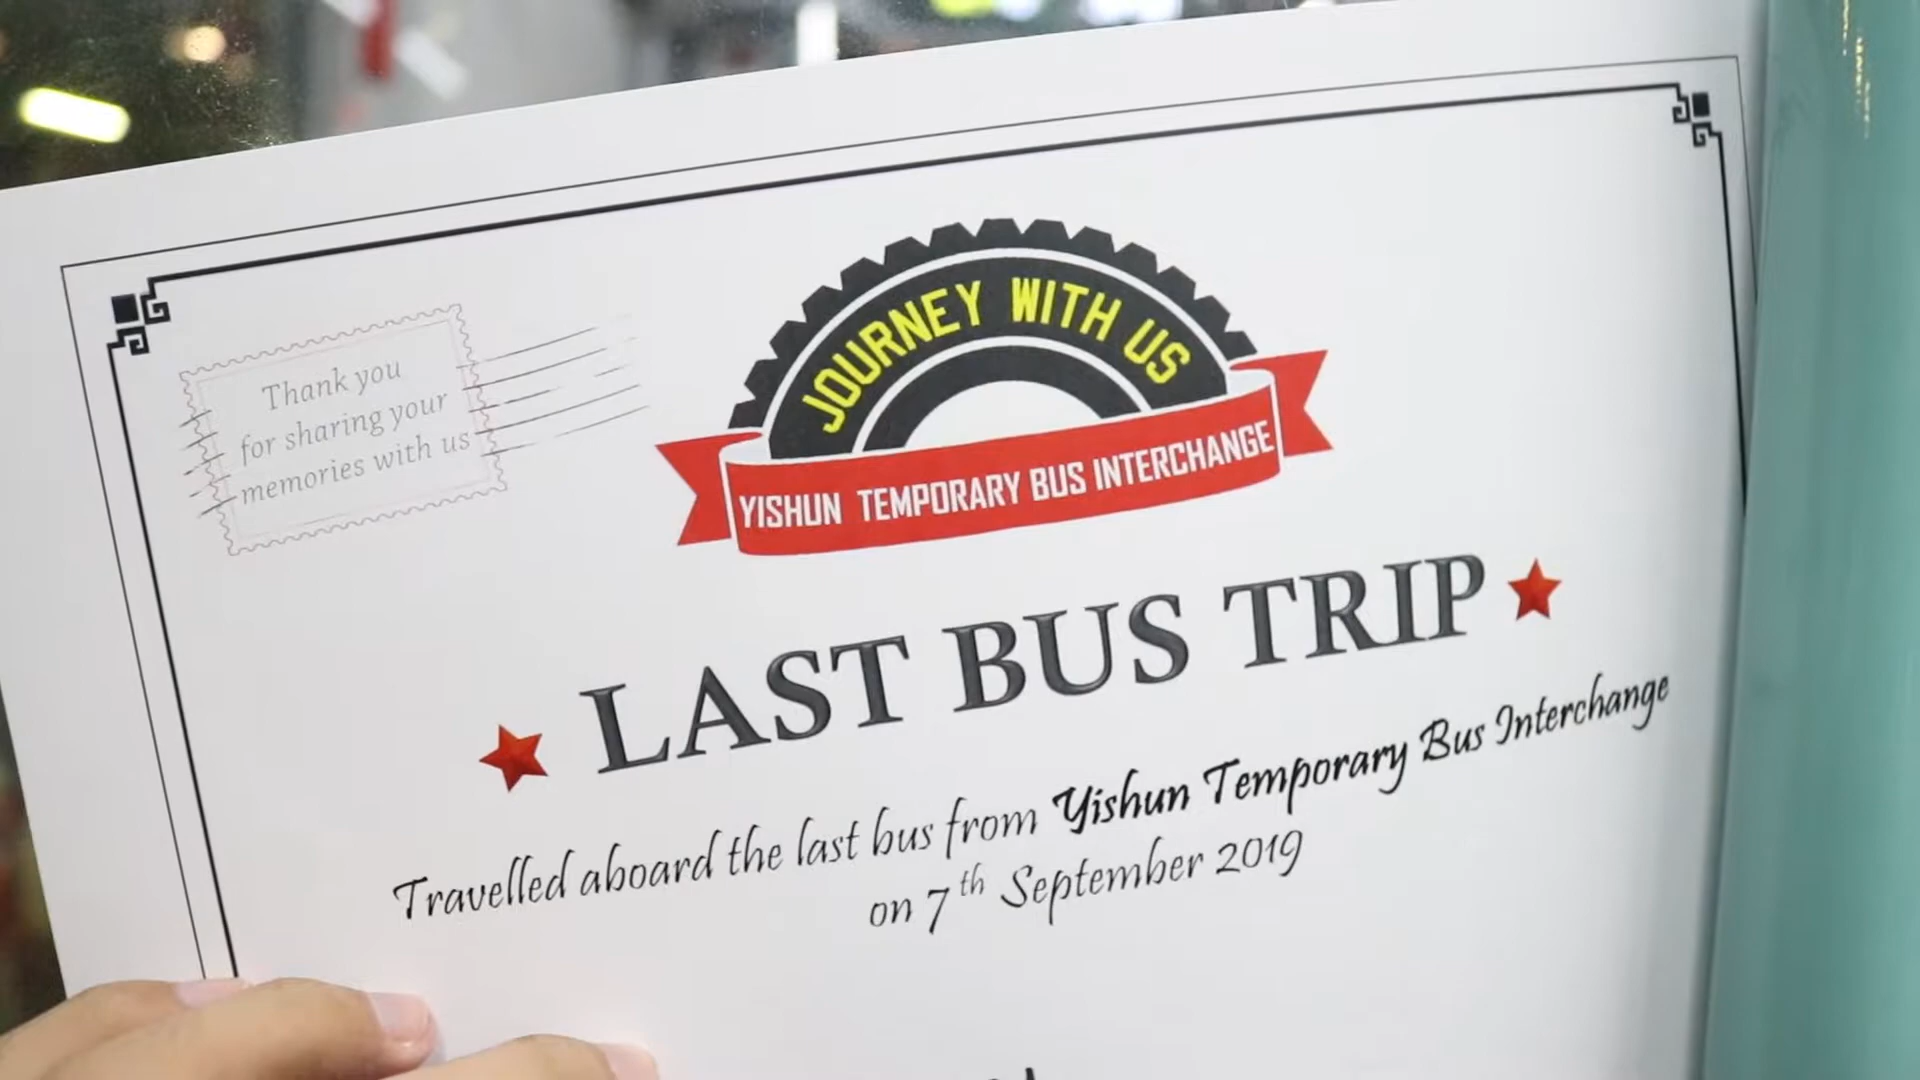 Thank you
for sharing your
memories with us
JOURNEY WITH US
YISHUN TEMPORARY BUS INTERCHANGE
LAST BUS TRIP
Travelled aboard the last bus from Yishun Temporary Bus Interchange
on 7th September 2019